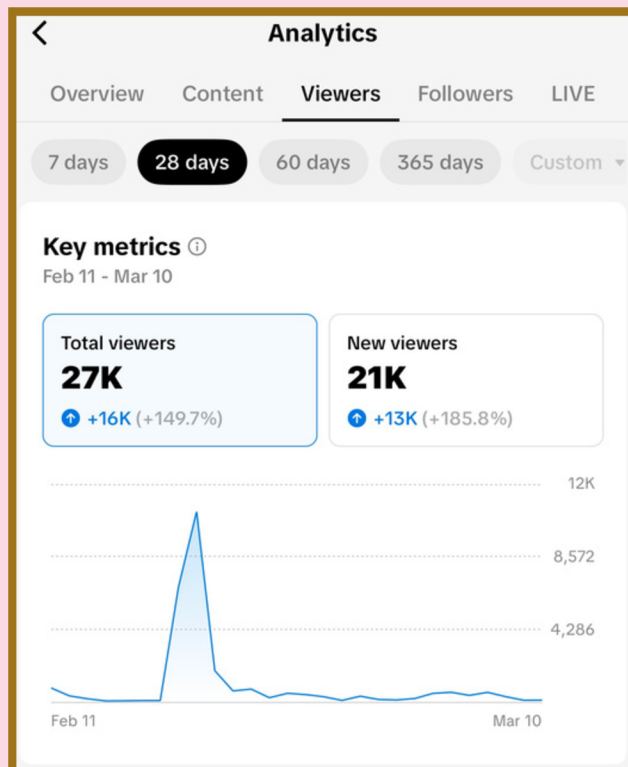 Analytics
Overview Content Viewers Followers LIVE
7 days 28 days 60 days 365 days Custom
Key metrics
Feb 11 - Mar 10
Total viewers New viewers
27K 21K
+16K (+149.7%) +13K (+185.8%)
12K
8,572
4,286
Feb 11 Mar 10